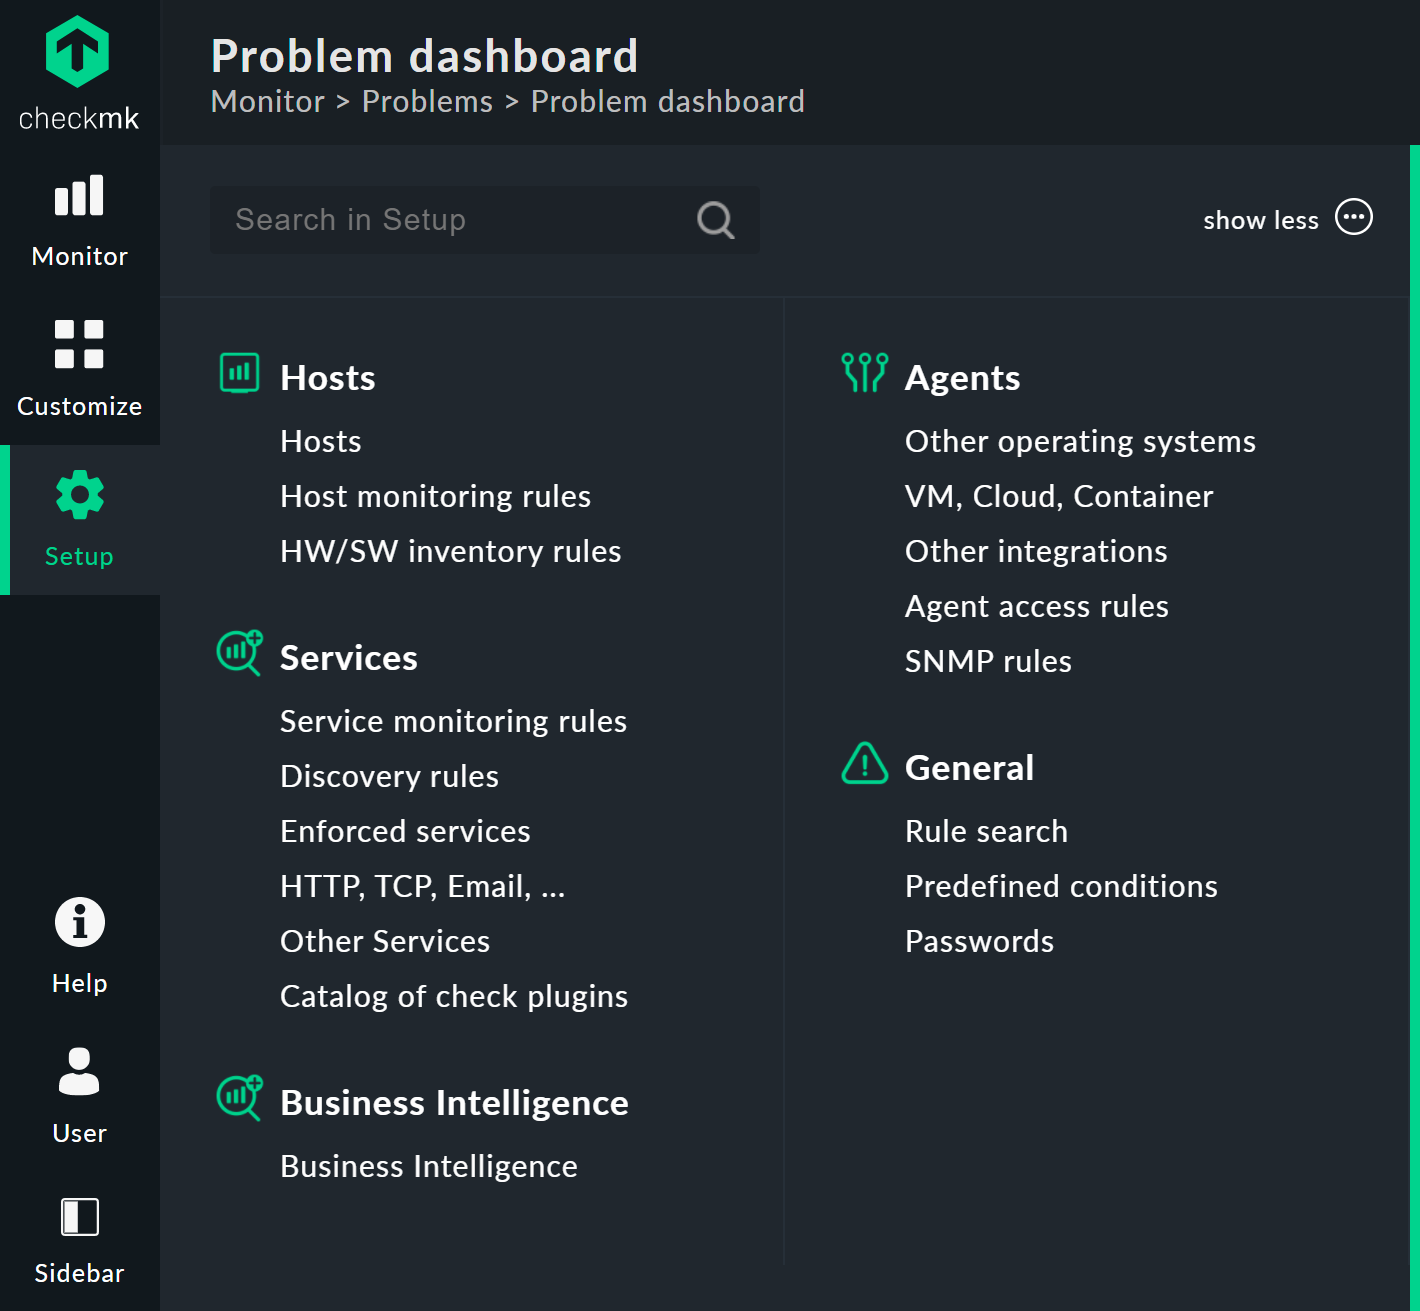 checkmk
Monitor
Customize
Setup
Help
User
Sidebar
Problem dashboard
Monitor > Problems > Problem dashboard
Search in Setup
show less
Hosts
Hosts
Host monitoring rules
HW/SW inventory rules
Services
Service monitoring rules
Discovery rules
Enforced services
HTTP, TCP, Email, ...
Other Services
Catalog of check plugins
Business Intelligence
Business Intelligence
Agents
Other operating systems
VM, Cloud, Container
Other integrations
Agent access rules
SNMP rules
General
Rule search
Predefined conditions
Passwords